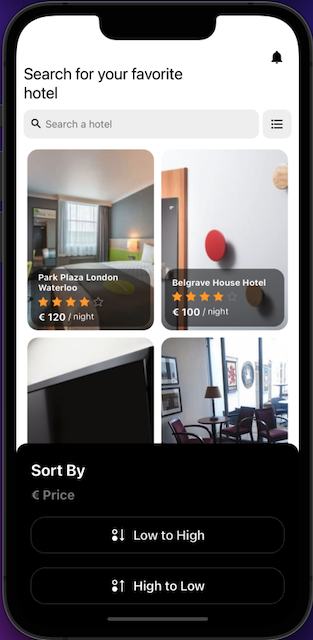 Search for your favorite
hotel
Search a hotel
Park Plaza London
Waterloo
€ 120 / night
Belgrave House Hotel
€ 100 / night
Sort By
€ Price
Low to High
High to Low